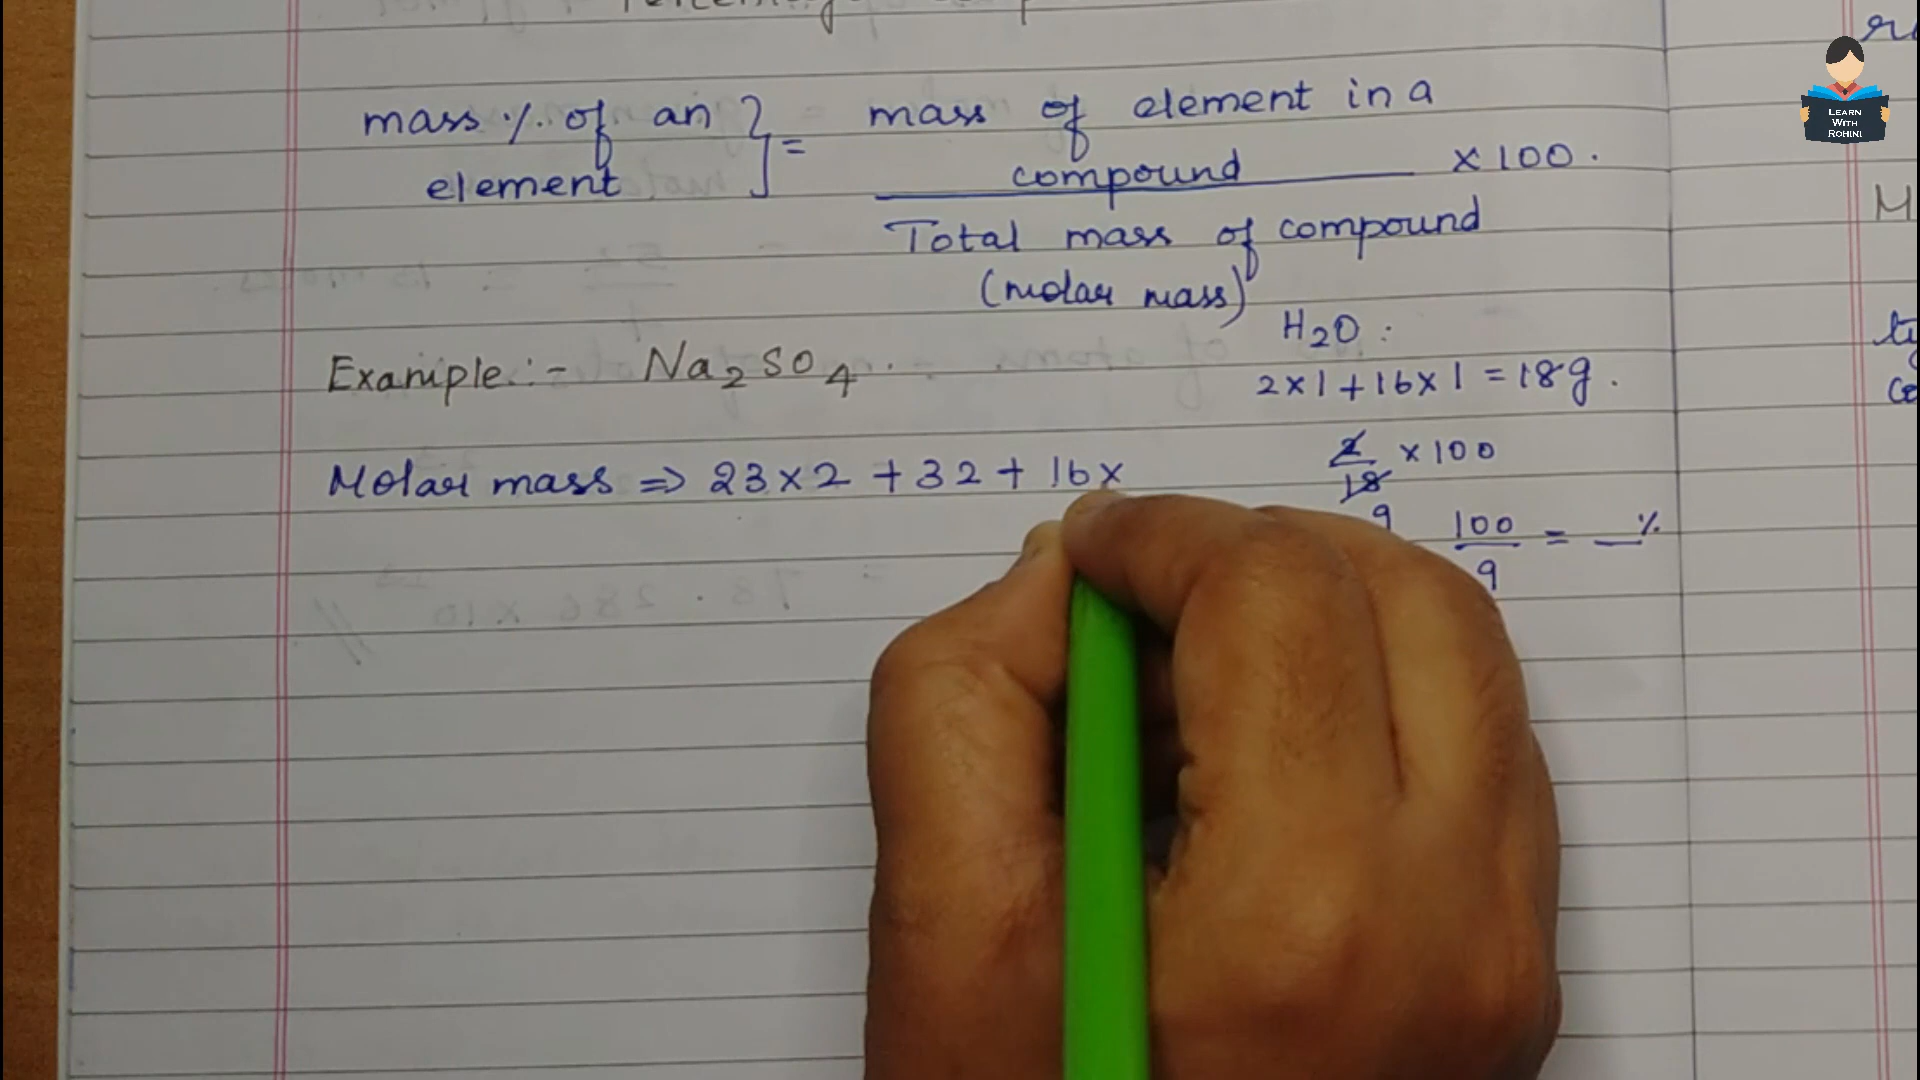 mass % of an } = mass of element in a
element compound × 100.
Total mass of compound
(molar mass)
H2O :
Example :- Na2SO4.
2×1+16×1 = 18g.
Molar mass ⇒ 23×2 + 32 + 16×
2/18 × 100
9
100/9 = __%
LEARN
WITH
ROHINI